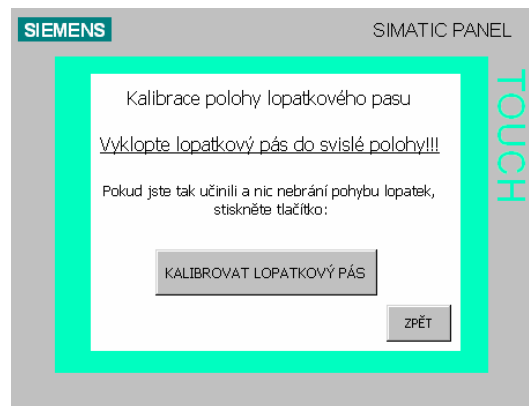 SIEMENS
SIMATIC PANEL
TOUCH
Kalibrace polohy lopatkového pasu
Vyklopte lopatkový pás do svislé polohy!!!
Pokud jste tak učinili a nic nebrání pohybu lopatek,
stiskněte tlačítko:
KALIBROVAT LOPATKOVÝ PÁS
ZPĚT